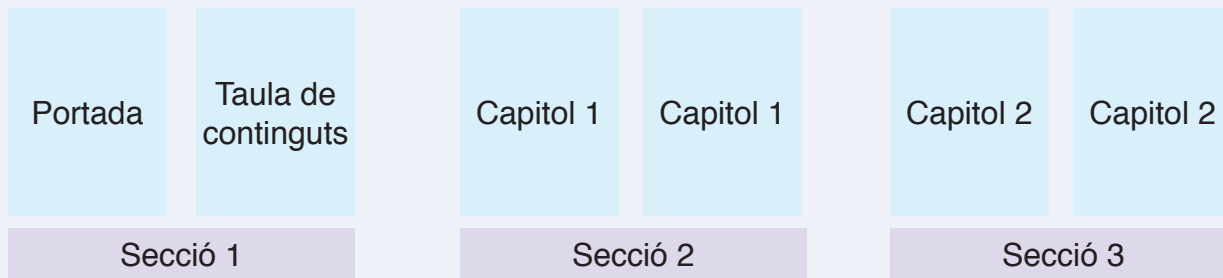 Portada
Taula de
continguts
Capitol 1
Capitol 1
Capitol 2
Capitol 2
Secció 1
Secció 2
Secció 3